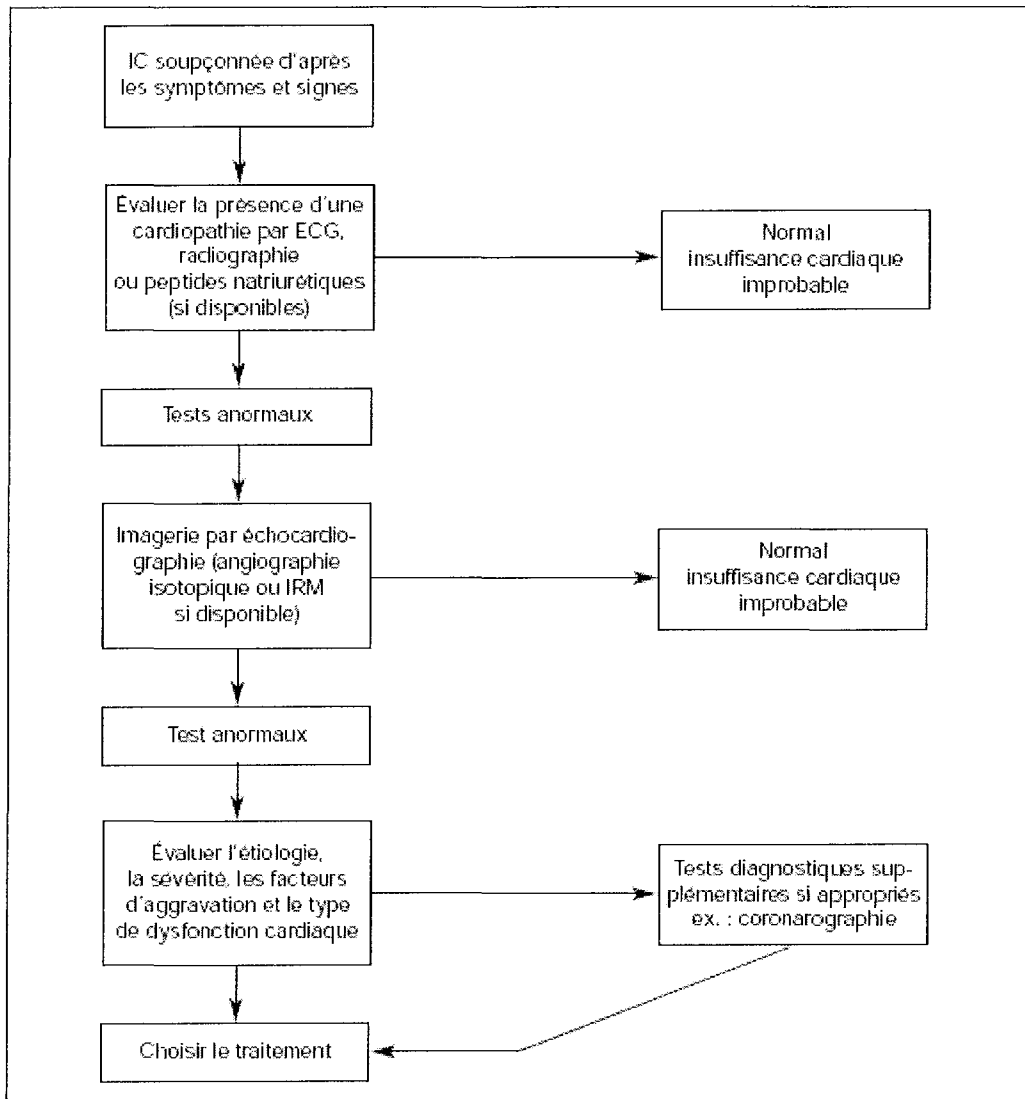 IC soupçonnée d'après
les symptômes et signes
Évaluer la présence d'une
cardiopathie par ECG,
radiographie
ou peptides natriurétiques
(si disponibles)
Normal
insuffisance cardiaque
improbable
Tests anormaux
Imagerie par échocardio-
graphie (angiographie
isotopique ou IRM
si disponible)
Normal
insuffisance cardiaque
improbable
Test anormaux
Évaluer l'étiologie,
la sévérité, les facteurs
d'aggravation et le type
de dysfonction cardiaque
Tests diagnostiques sup-
plémentaires si appropriés
ex. : coronarographie
Choisir le traitement